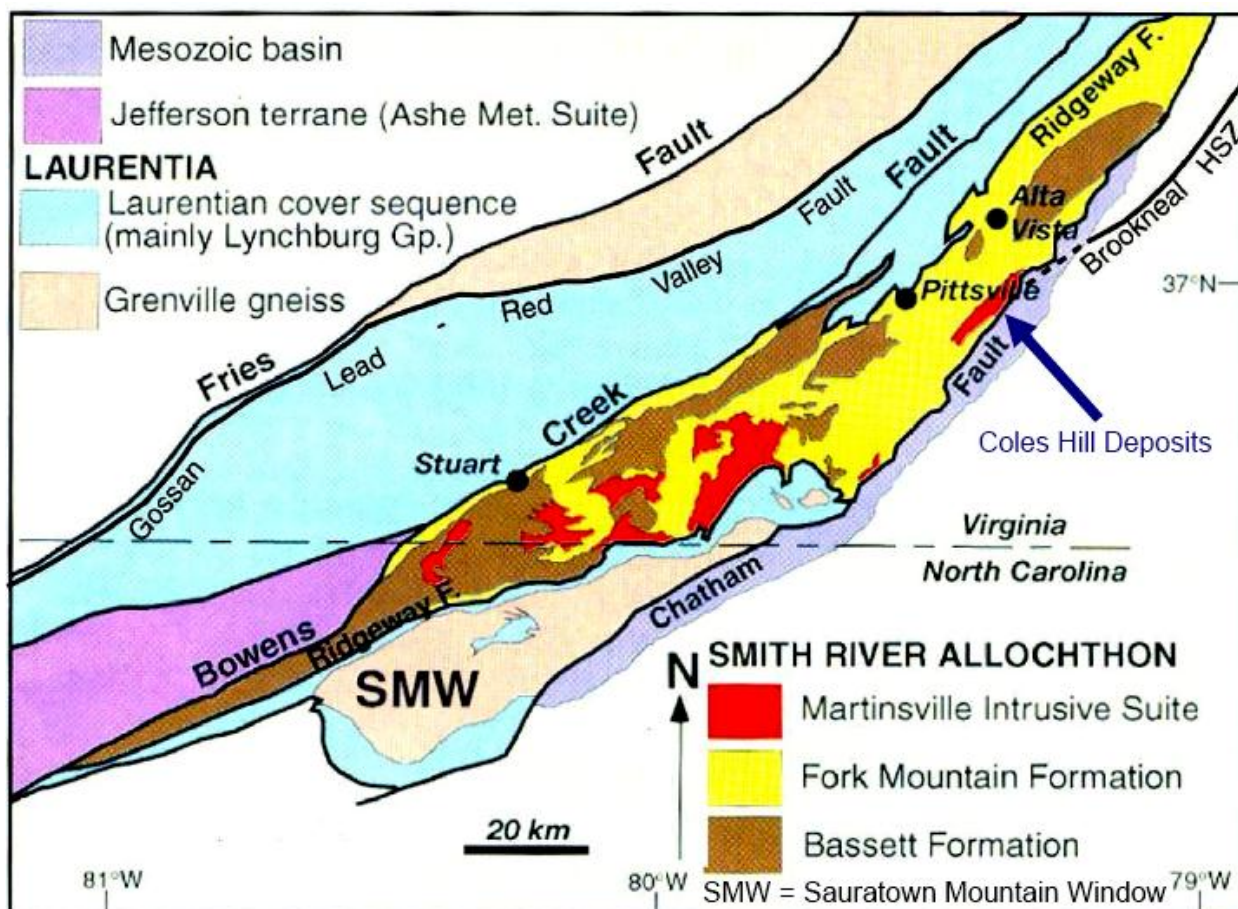 Mesozoic basin
Jefferson terrane (Ashe Met. Suite)
LAURENTIA
Laurentian cover sequence
(mainly Lynchburg Gp.)
Grenville gneiss
Fault
Fault
Fault
Ridgeway F.
Alta
Vista
Brookneal HSZ
37°N
Pittsville
Valley
Red
Lead
Fries
Gossan
Creek
Stuart
Fault
Coles Hill Deposits
Virginia
North Carolina
Chatham
Bowens
Ridgeway F.
SMW
N
SMITH RIVER ALLOCHTHON
Martinsville Intrusive Suite
Fork Mountain Formation
Bassett Formation
SMW = Sauratown Mountain Window
20 km
81°W
80°W
79°W